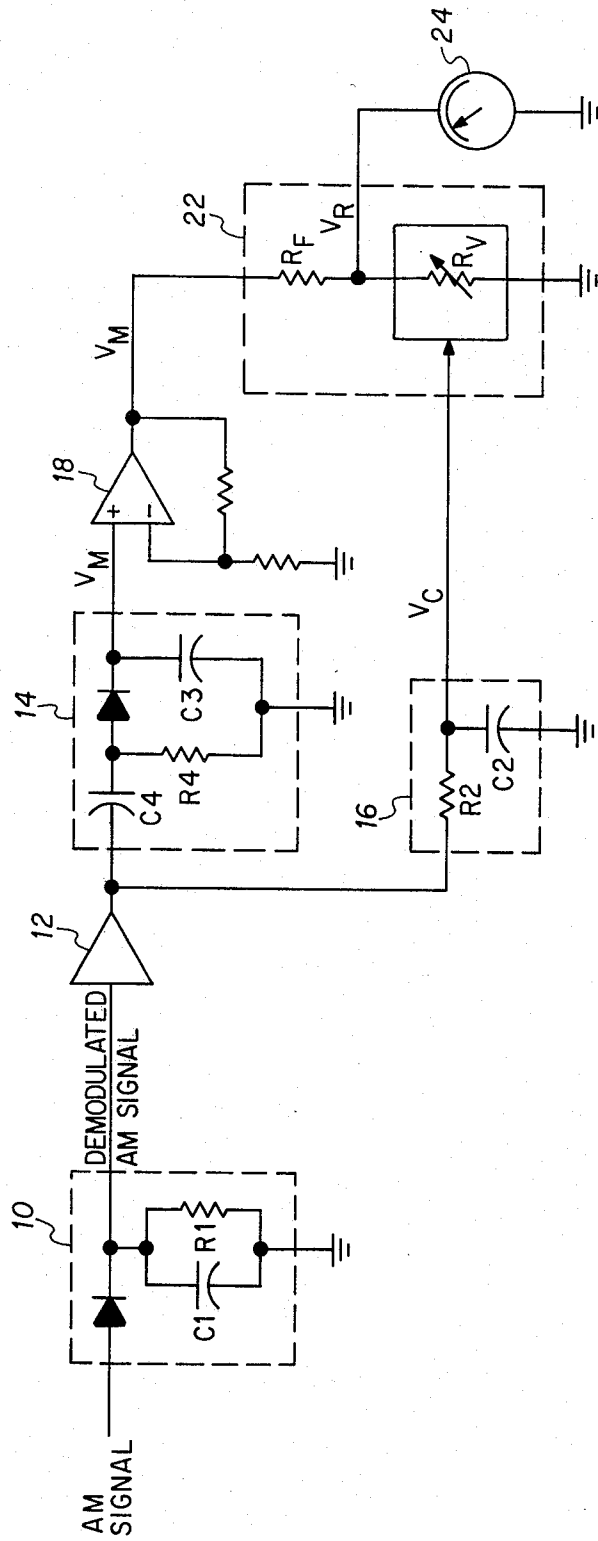 AM
SIGNAL
10
C1
R1
DEMODULATED
AM SIGNAL
12
14
C4
R4
C3
V_M
18
+
−
V_M
16
R2
C2
V_C
22
R_F
V_R
R_V
24